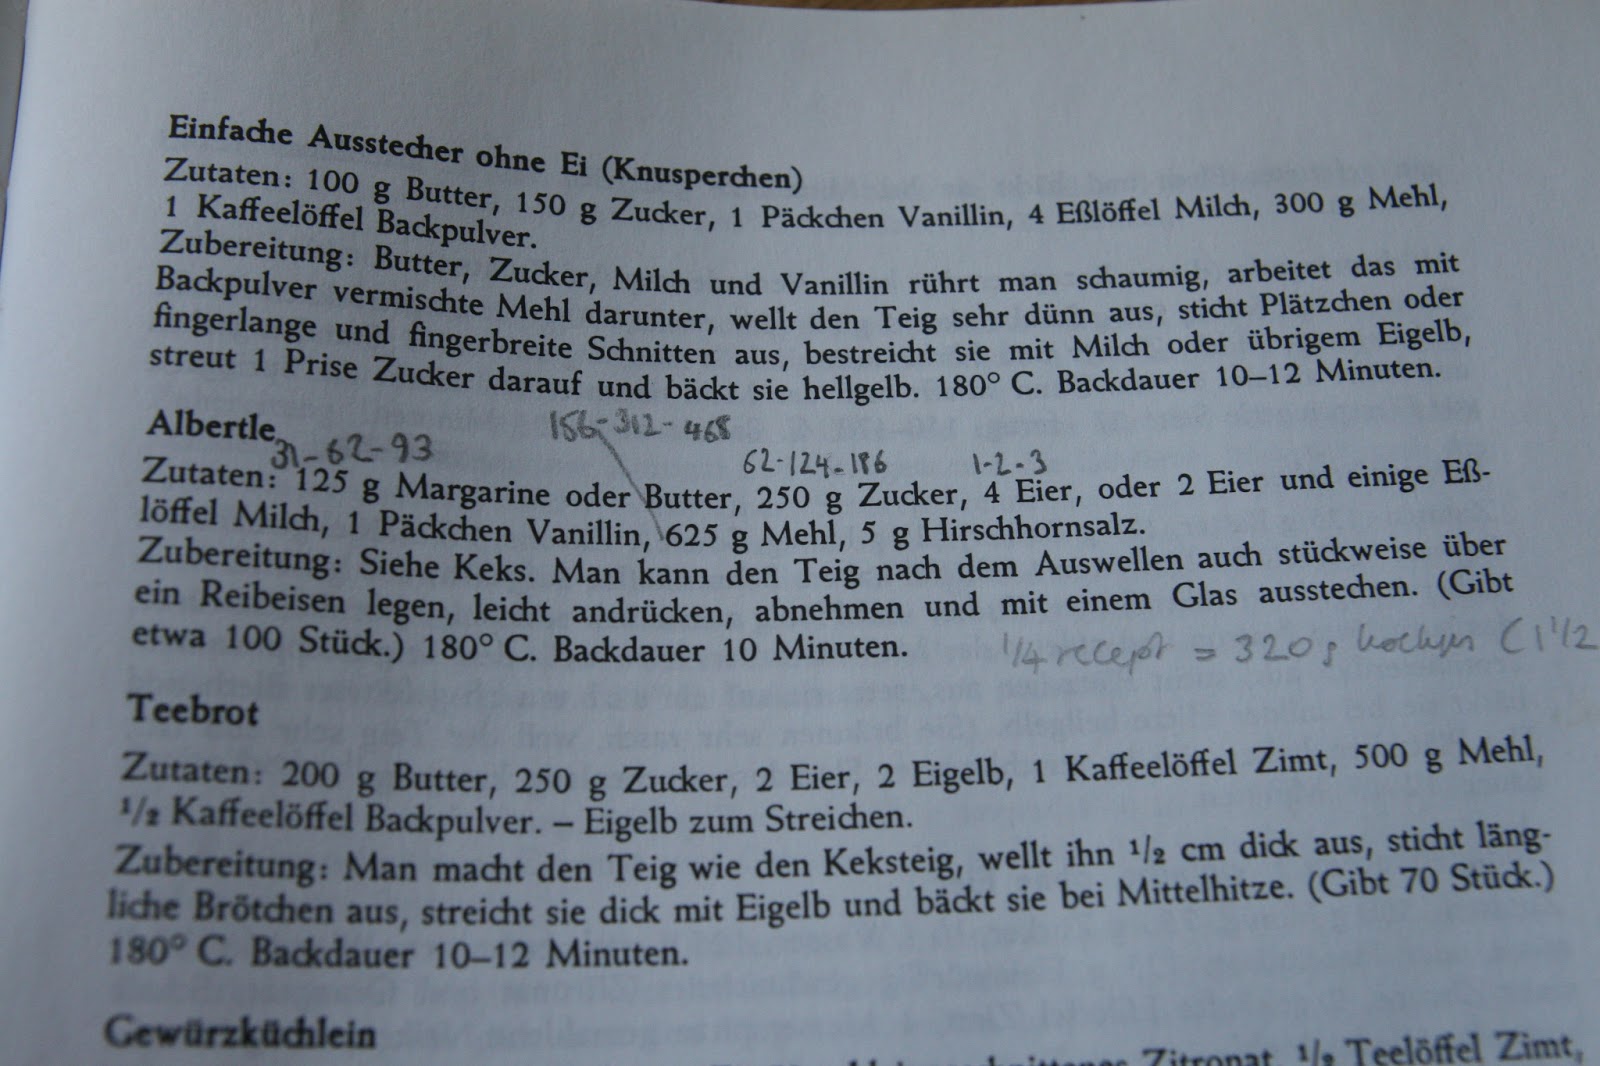 Einfache Ausstecher ohne Ei (Knusperchen)
Zutaten: 100 g Butter, 150 g Zucker, 1 Päckchen Vanillin, 4 Eßlöffel Milch, 300 g Mehl,
1 Kaffeelöffel Backpulver.
Zubereitung: Butter, Zucker, Milch und Vanillin rührt man schaumig, arbeitet das mit
Backpulver vermischte Mehl darunter, wellt den Teig sehr dünn aus, sticht Plätzchen oder
fingerlange und fingerbreite Schnitten aus, bestreicht sie mit Milch oder übrigem Eigelb,
streut 1 Prise Zucker darauf und bäckt sie hellgelb. 180° C. Backdauer 10–12 Minuten.
Albertle
156-312-468
31-62-93
62-124-186 1-2-3
Zutaten: 125 g Margarine oder Butter, 250 g Zucker, 4 Eier, oder 2 Eier und einige Eß-
löffel Milch, 1 Päckchen Vanillin, 625 g Mehl, 5 g Hirschhornsalz.
Zubereitung: Siehe Keks. Man kann den Teig nach dem Auswellen auch stückweise über
ein Reibeisen legen, leicht andrücken, abnehmen und mit einem Glas ausstechen. (Gibt
etwa 100 Stück.) 180° C. Backdauer 10 Minuten.
1/4 recept = 320 g (1 1/2
Teebrot
Zutaten: 200 g Butter, 250 g Zucker, 2 Eier, 2 Eigelb, 1 Kaffeelöffel Zimt, 500 g Mehl,
1/2 Kaffeelöffel Backpulver. – Eigelb zum Streichen.
Zubereitung: Man macht den Teig wie den Keksteig, wellt ihn 1/2 cm dick aus, sticht läng-
liche Brötchen aus, streicht sie dick mit Eigelb und bäckt sie bei Mittelhitze. (Gibt 70 Stück.)
180° C. Backdauer 10–12 Minuten.
Gewürzküchlein
Zitronat, 1/2 Teelöffel Zimt,